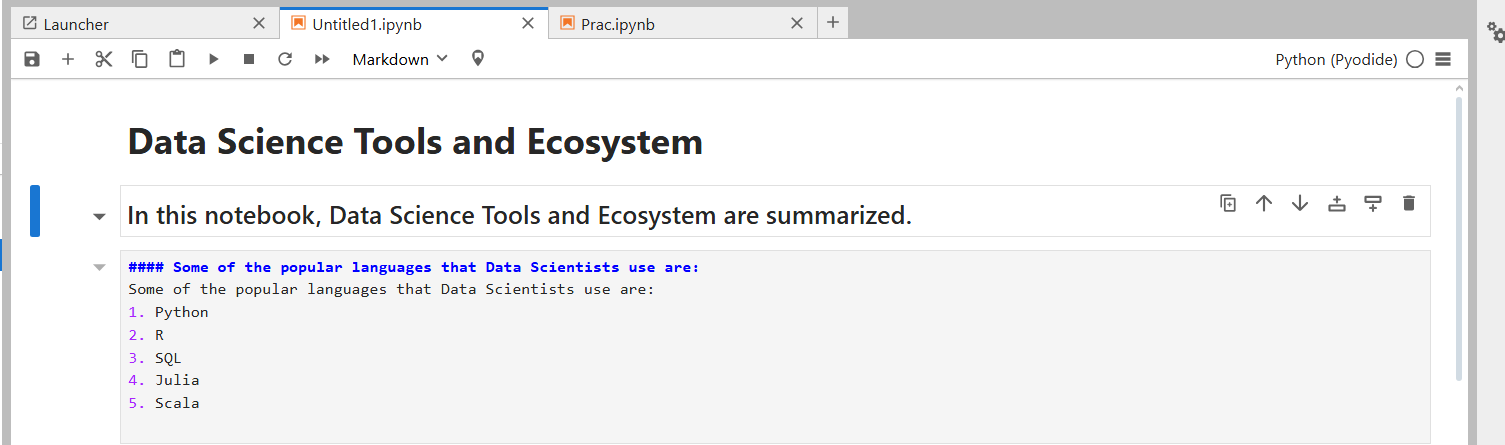 Launcher
Untitled1.ipynb
Prac.ipynb
Markdown
Python (Pyodide)
Data Science Tools and Ecosystem
In this notebook, Data Science Tools and Ecosystem are summarized.
#### Some of the popular languages that Data Scientists use are:
Some of the popular languages that Data Scientists use are:
1. Python
2. R
3. SQL
4. Julia
5. Scala